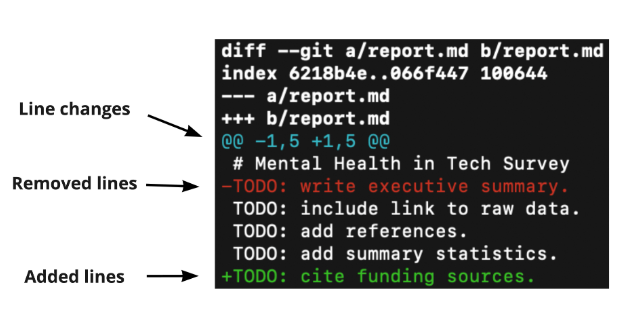 diff --git a/report.md b/report.md
index 6218b4e..066f447 100644
--- a/report.md
+++ b/report.md
Line changes
@@ -1,5 +1,5 @@
# Mental Health in Tech Survey
Removed lines
-TODO: write executive summary.
TODO: include link to raw data.
TODO: add references.
TODO: add summary statistics.
Added lines
+TODO: cite funding sources.